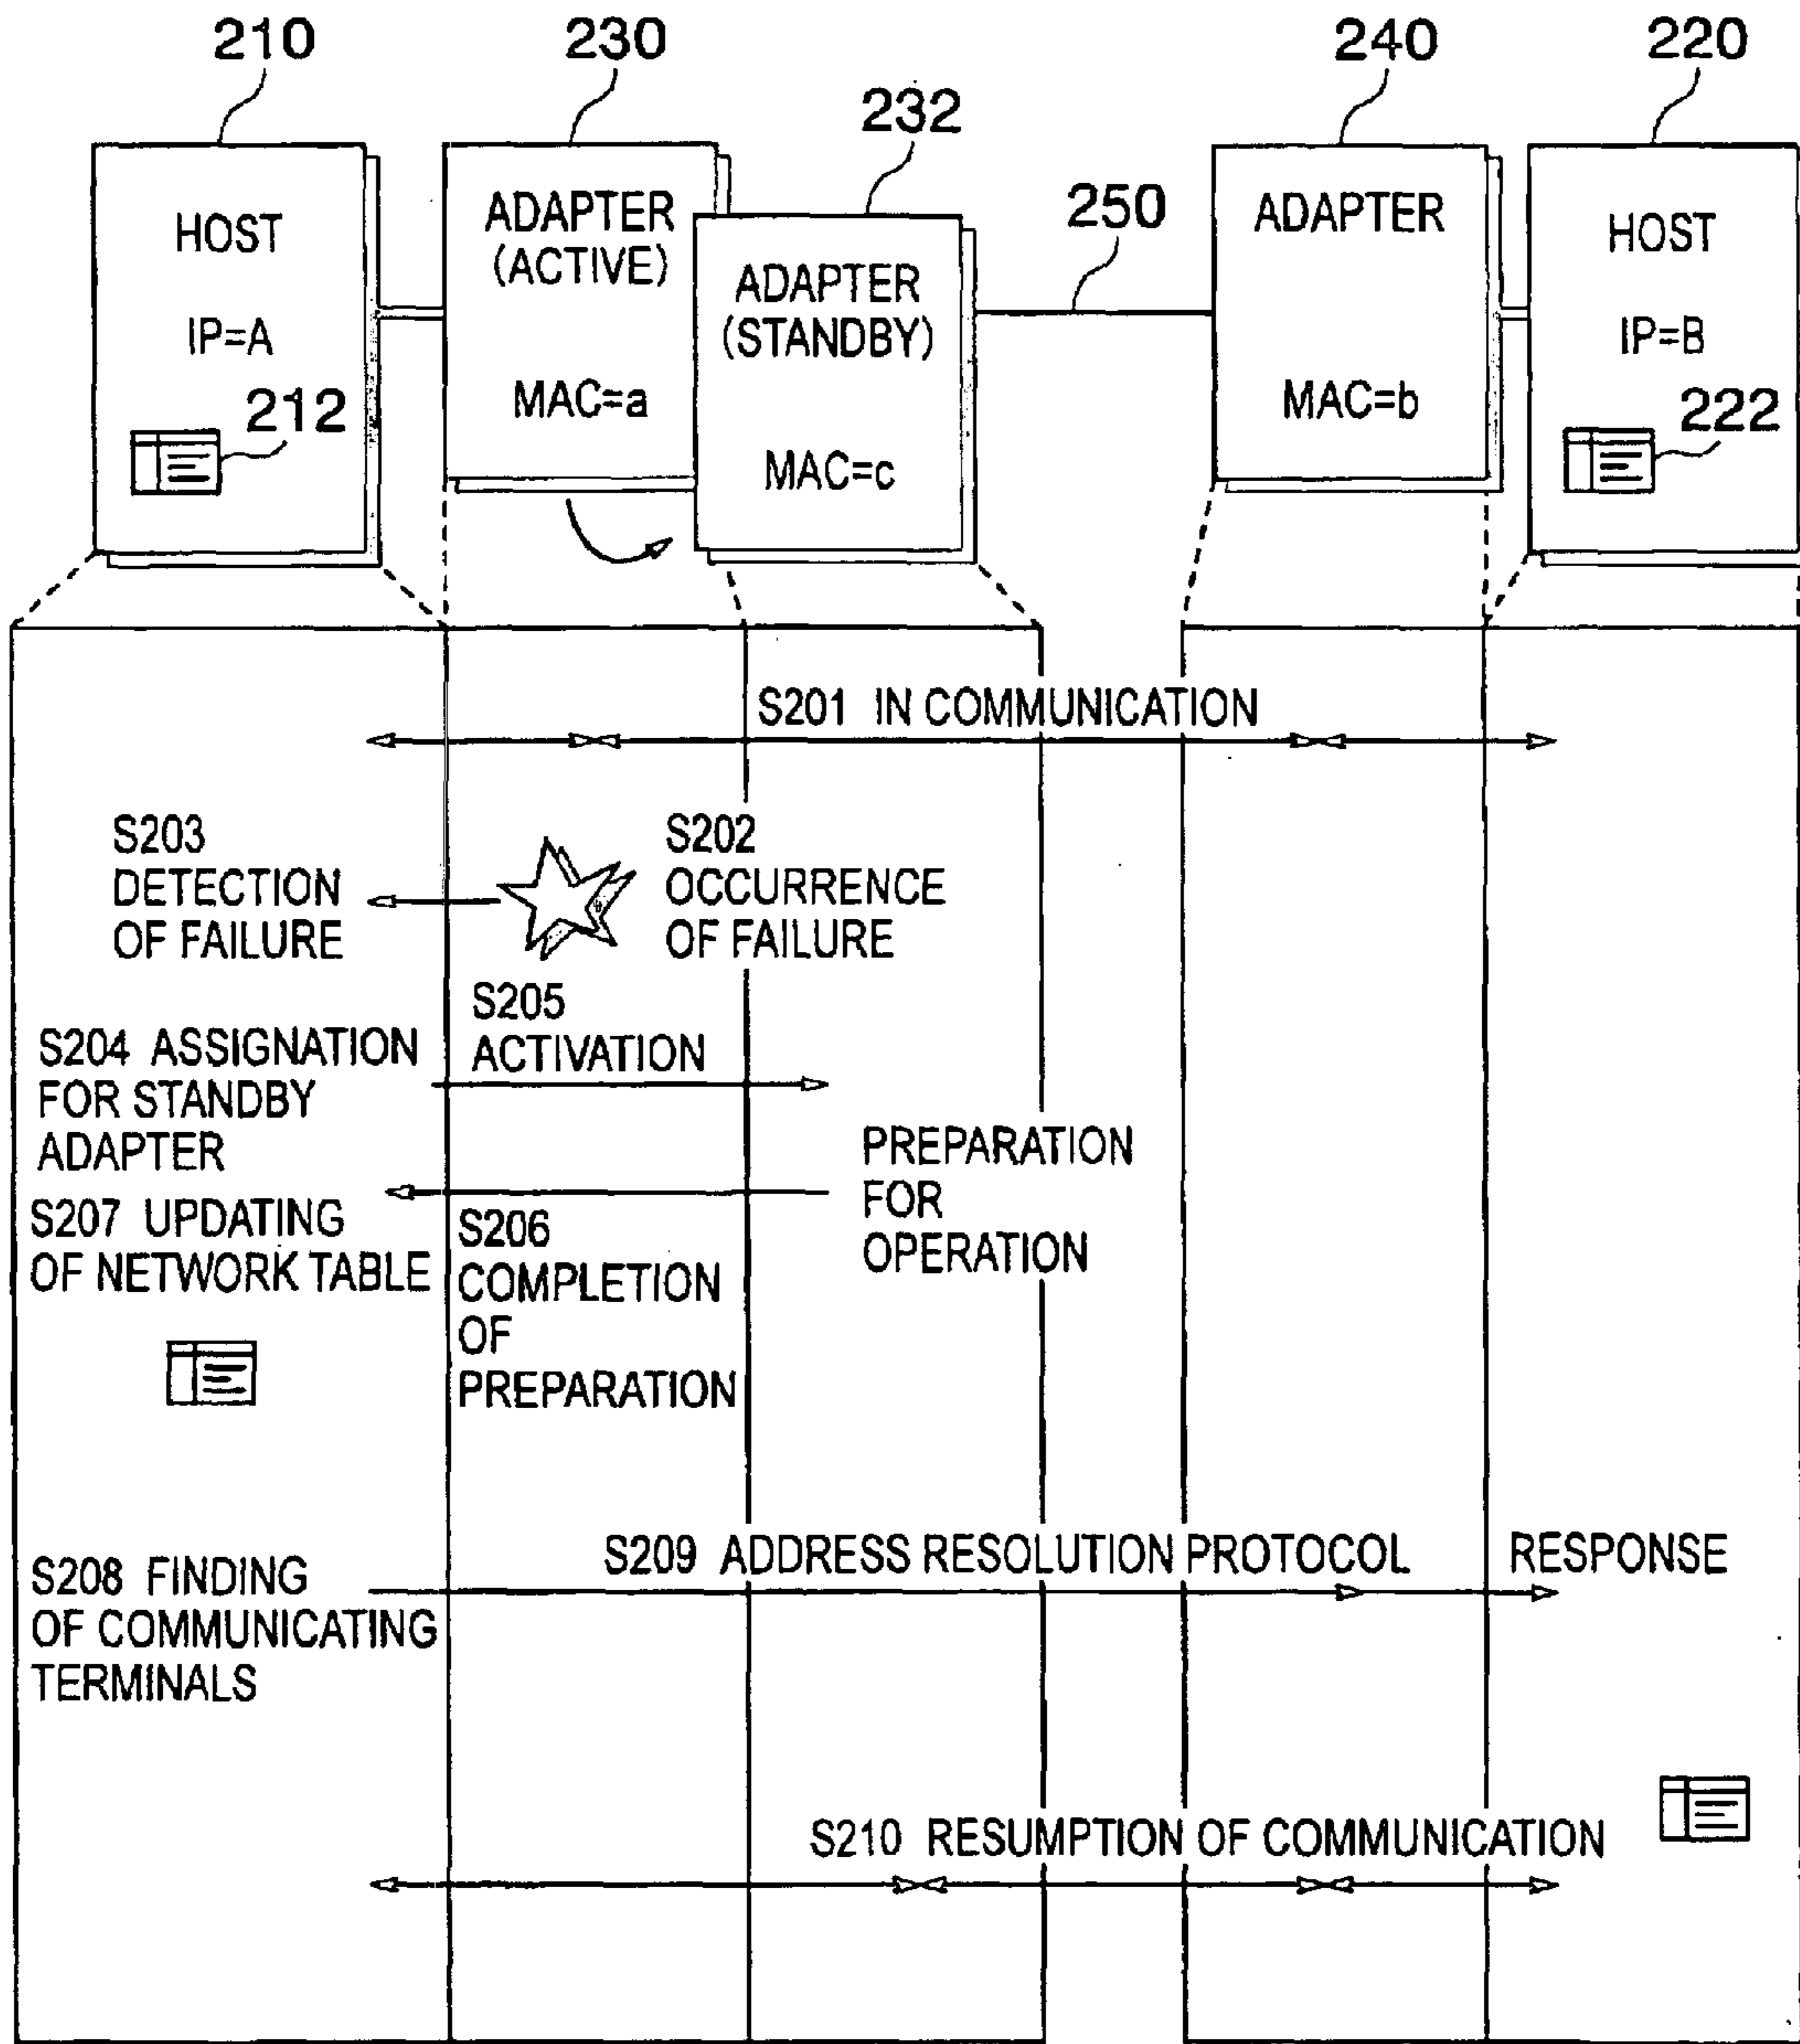 210
230
232
240
220
HOST
IP=A
212
ADAPTER
(ACTIVE)
MAC=a
ADAPTER
(STANDBY)
MAC=c
250
ADAPTER
MAC=b
HOST
IP=B
222
S201 IN COMMUNICATION
S203
DETECTION
OF FAILURE
S202
OCCURRENCE
OF FAILURE
S204 ASSIGNATION
FOR STANDBY
ADAPTER
S205
ACTIVATION
PREPARATION
FOR
OPERATION
S207 UPDATING
OF NETWORK TABLE
S206
COMPLETION
OF
PREPARATION
S208 FINDING
OF COMMUNICATING
TERMINALS
S209 ADDRESS RESOLUTION PROTOCOL
RESPONSE
S210 RESUMPTION OF COMMUNICATION